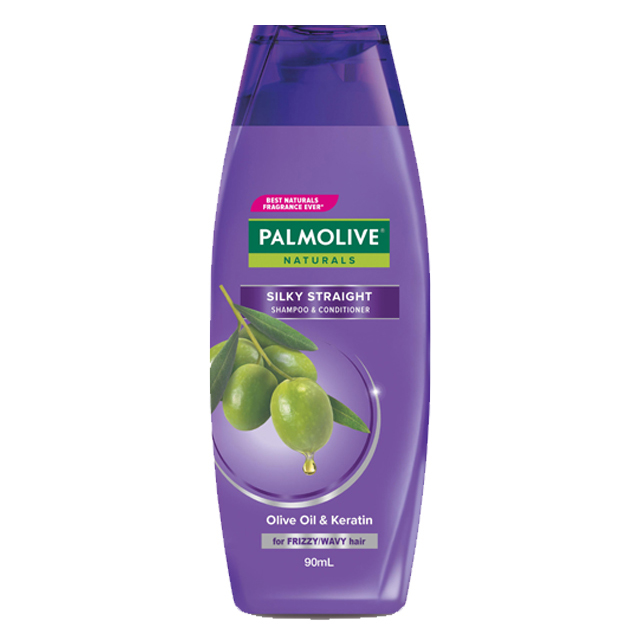 BEST NATURALS
FRAGRANCE EVER*
PALMOLIVE®
NATURALS
SILKY STRAIGHT
SHAMPOO & CONDITIONER
Olive Oil & Keratin
for FRIZZY/WAVY hair
90mL